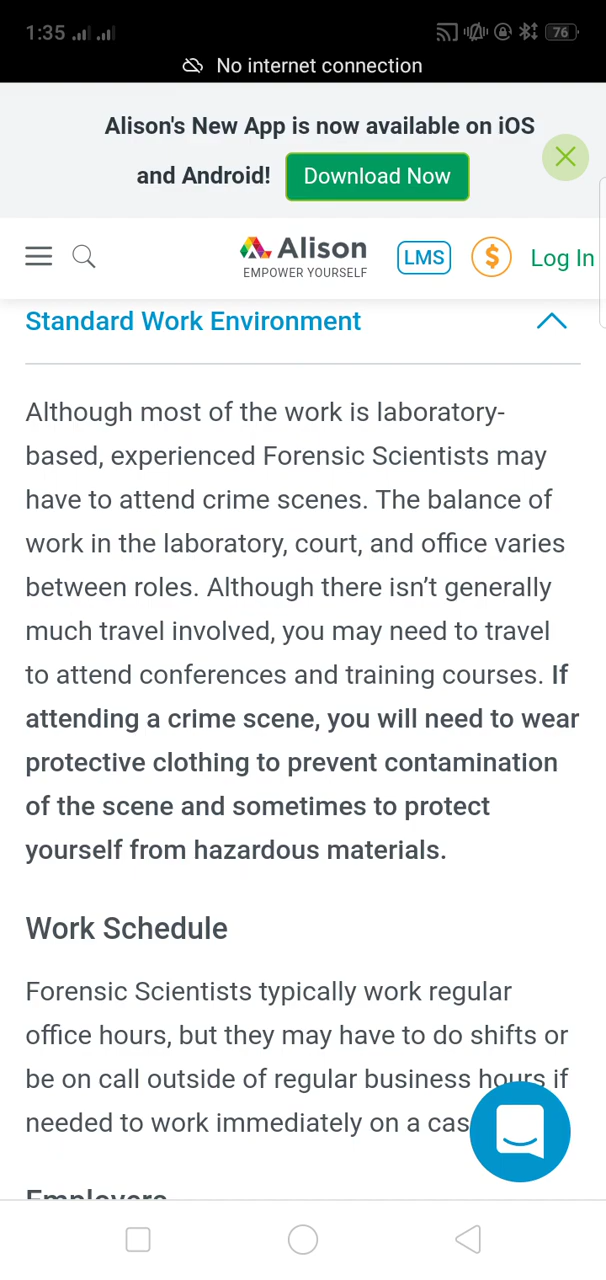 1:35
76
No internet connection
Alison's New App is now available on iOS
and Android!
Download Now
Alison
EMPOWER YOURSELF
LMS
$
Log In
Standard Work Environment
Although most of the work is laboratory-
based, experienced Forensic Scientists may
have to attend crime scenes. The balance of
work in the laboratory, court, and office varies
between roles. Although there isn’t generally
much travel involved, you may need to travel
to attend conferences and training courses. If
attending a crime scene, you will need to wear
protective clothing to prevent contamination
of the scene and sometimes to protect
yourself from hazardous materials.
Work Schedule
Forensic Scientists typically work regular
office hours, but they may have to do shifts or
be on call outside of regular business hours if
needed to work immediately on a cas
Employers